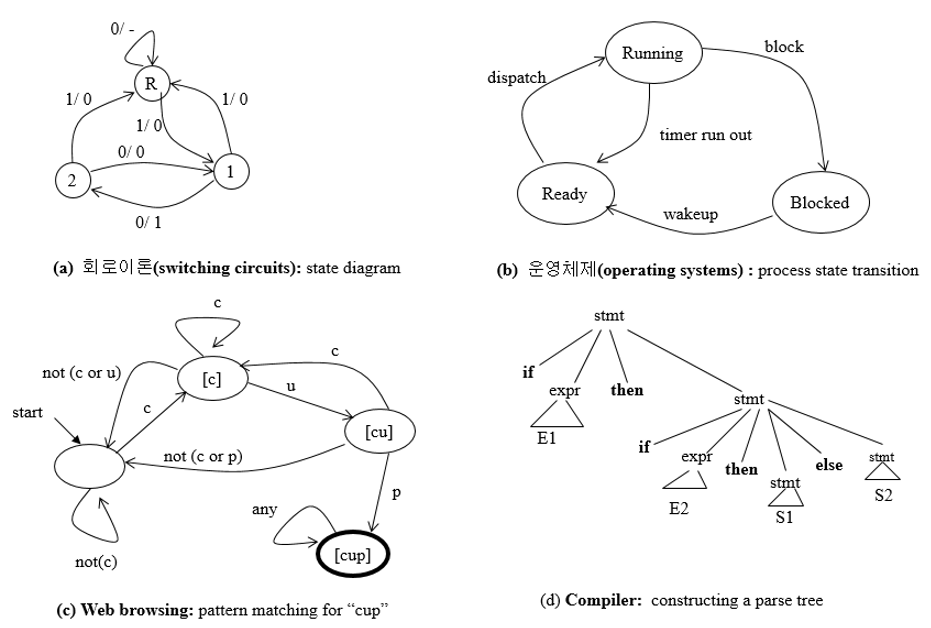 0/ -
R
1/ 0
1/ 0
1/ 0
0/ 0
2
1
0/ 1
(a) 회로이론(switching circuits): state diagram
Running
block
dispatch
timer run out
Ready
Blocked
wakeup
(b) 운영체제(operating systems) : process state transition
c
not (c or u)
[c]
c
u
start
c
[cu]
not (c or p)
p
any
[cup]
not(c)
(c) Web browsing: pattern matching for “cup”
stmt
if
expr
then
stmt
E1
if
expr
then
stmt
else
stmt
E2
S1
S2
(d) Compiler: constructing a parse tree